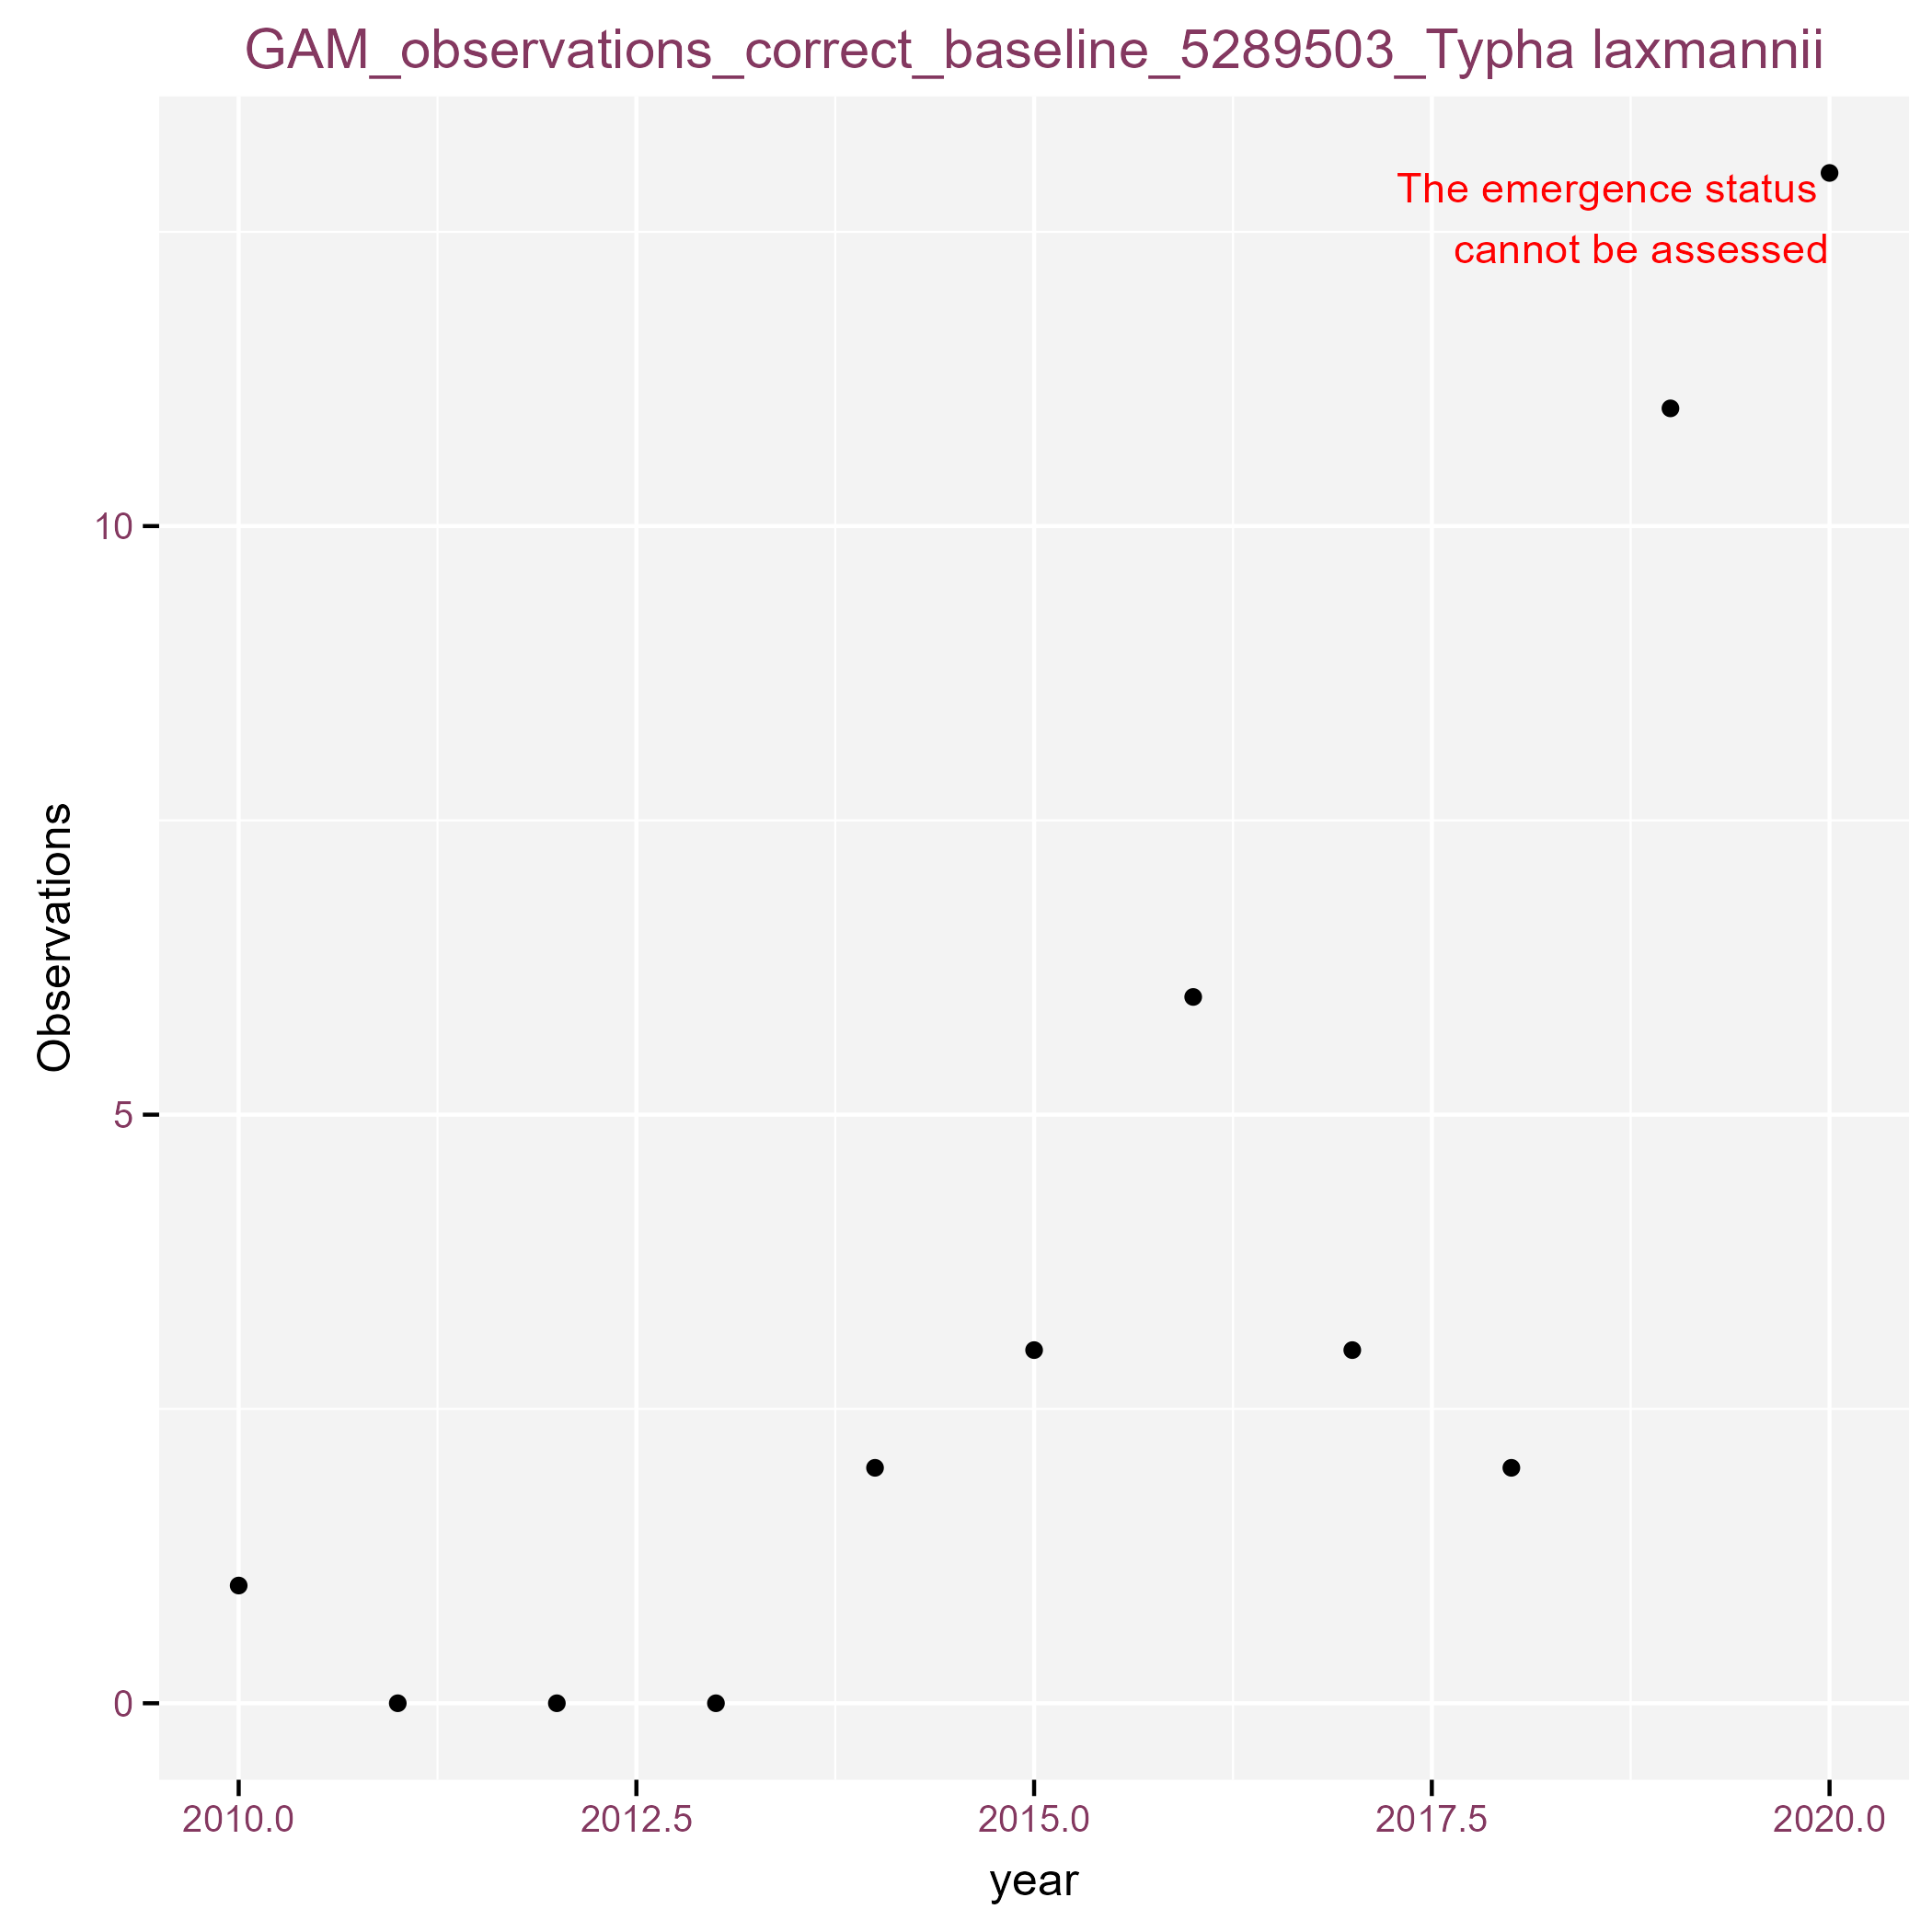 GAM_observations_correct_baseline_5289503_Typha laxmannii
The emergence status
cannot be assessed
10
5
0
Observations
2010.0 2012.5 2015.0 2017.5 2020.0
year